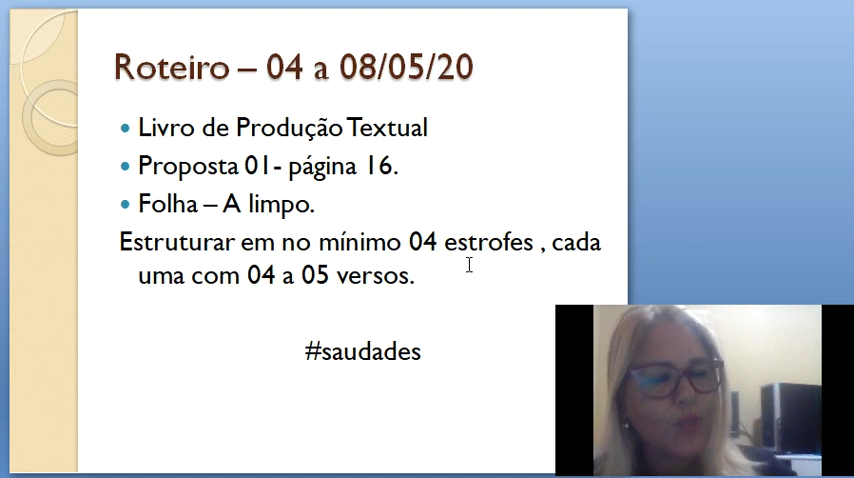 Roteiro – 04 a 08/05/20
• Livro de Produção Textual
• Proposta 01- página 16.
• Folha – A limpo.
Estruturar em no mínimo 04 estrofes , cada
uma com 04 a 05 versos.
#saudades